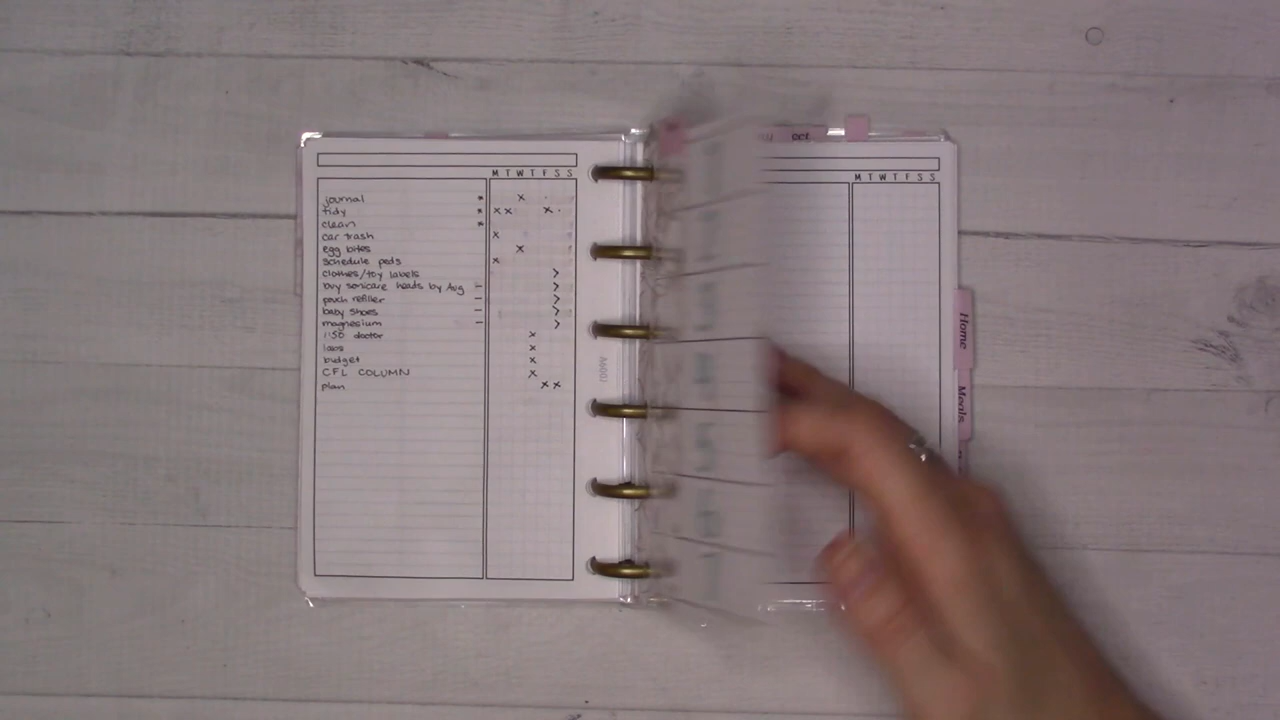 M T W T F S S
journal * x
tidy * x x x
clean *
car trash x
egg bites x
schedule peds x
clothes/toy labels >
buy sonicare heads by Aug - >
pouch refiller - >
baby shoes - >
magnesium - >
1:50 doctor x
labs x
budget x
CFL COLUMN x
plan x x
oct
M T W T F S S
Home
Meals